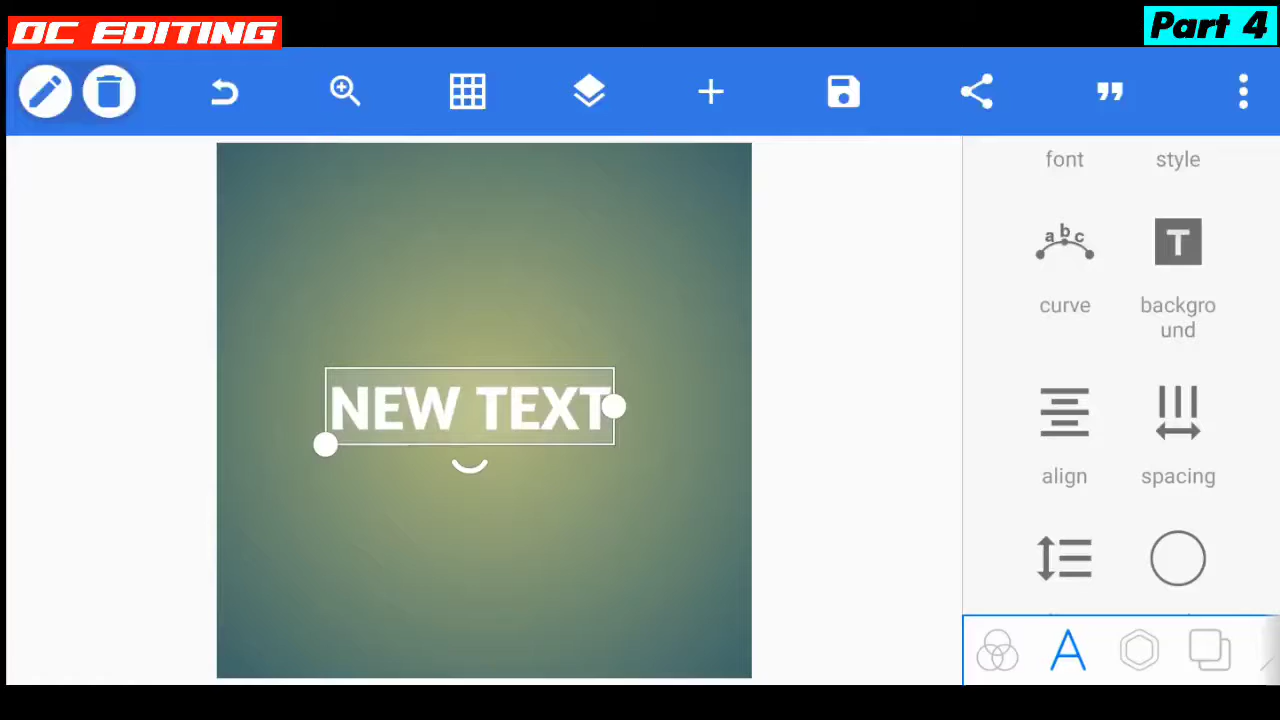 OC EDITING
Part 4
font
style
a b c
T
curve
backgro
und
NEW TEXT
align
spacing
A